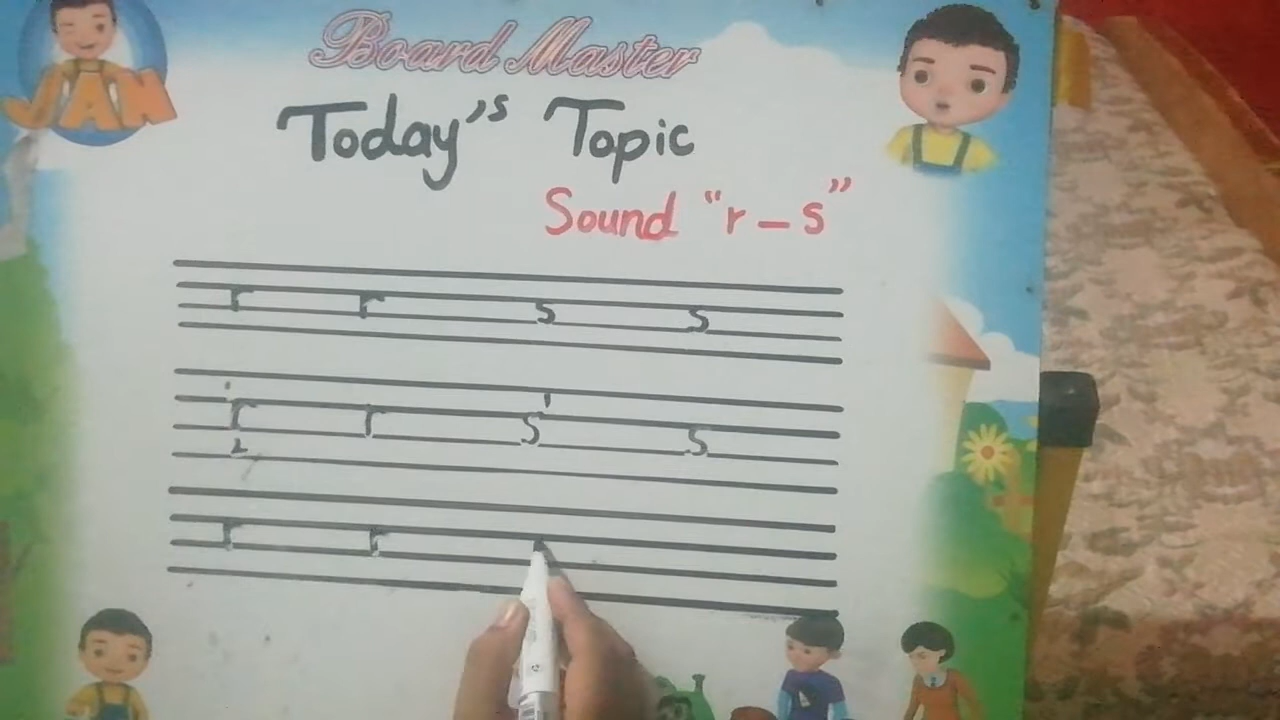 JAN
Board Master
Today"s Topic
Sound "r – s"
r r s s
r r s s
r r